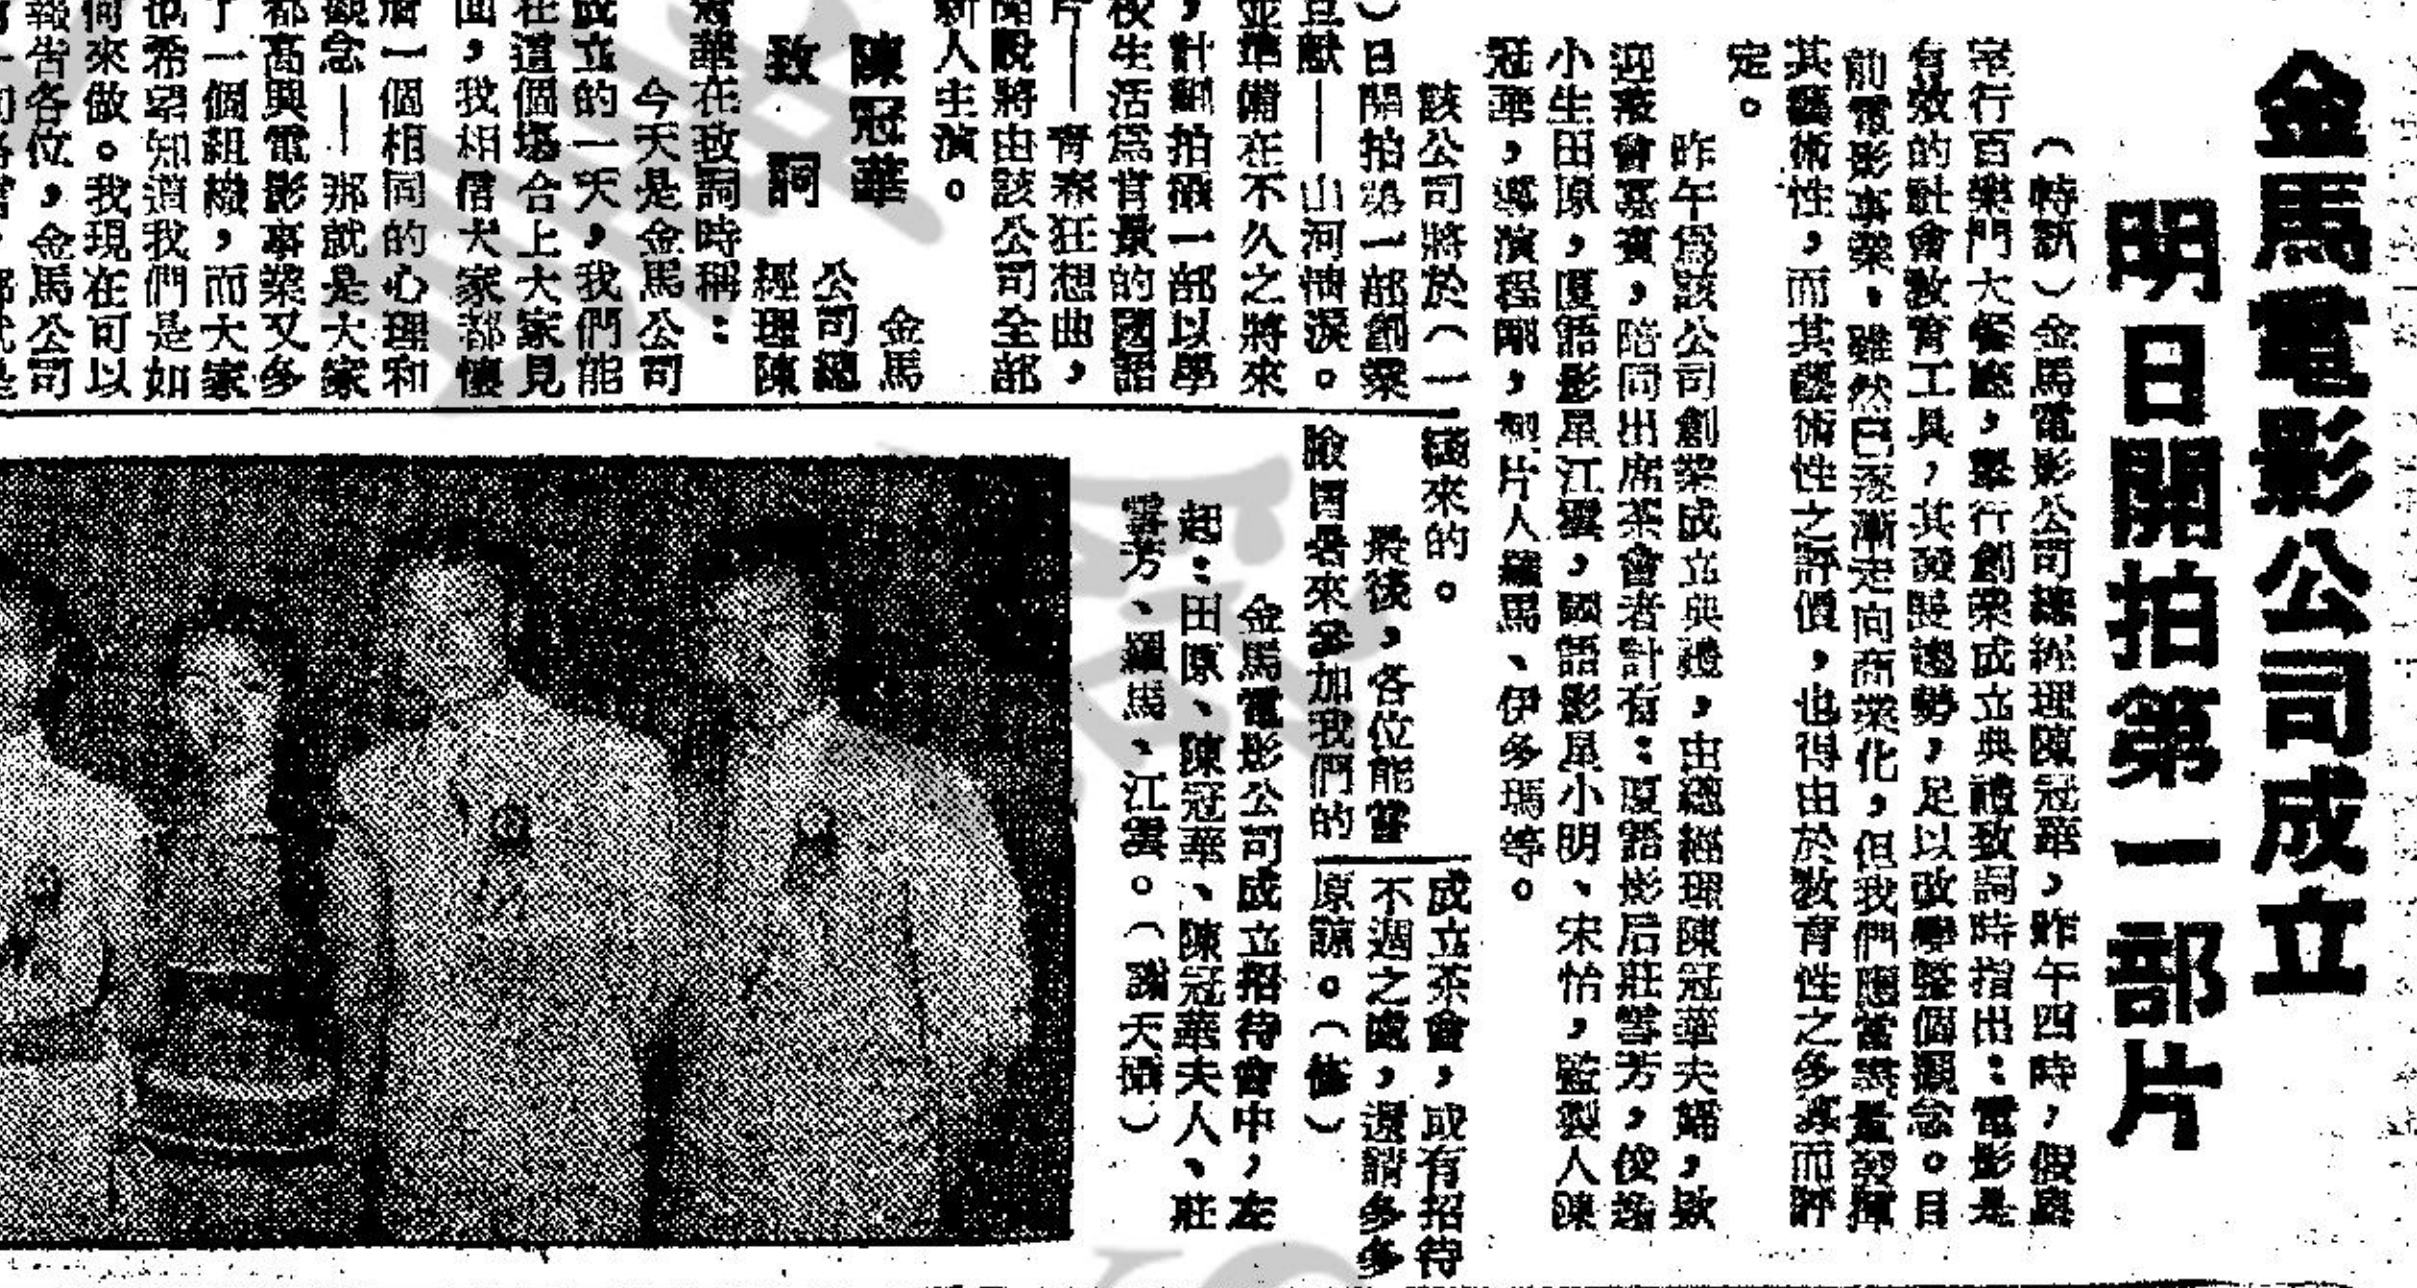 金馬電影公司成立
明日開拍第一部片
（特訊）金馬電影公司總經理陳冠華，昨午四時，假座
行百樂門大餐廳，舉行創業成立典禮致詞時指出：電影是
有效的社會教育工具，其發展趨勢，足以改變整個觀念。目
前電影事業，雖然已逐漸走向商業化，但我們應當儘量發揮
其藝術性，而其藝術性之評價，也得由於教育性之多寡而評
定。
昨午為該公司創業成立典禮，由總經理陳冠華夫婦，歡
迎蒞會嘉賓，陪同出席茶會者計有：廈語影后莊雪芳，俊逸
小生田原，廈語影星江雲，國語影星小明、宋怡，監製人陳
冠華，導演程剛，製片人羅馬、伊多瑪等。
該公司將於（一
）日開拍第一部創業
巨獻——山河情淚。
並準備在不久之將來
，計劃拍攝一部以學
校生活為背景的國語
片——青春狂想曲，
聞說將由該公司全部
新人主演。
陳冠華
致詞
金馬
公司總
經理陳
冠華在致詞時稱：
今天是金馬公司
成立的一天，我們能
在這個場合上大家見
面，我相信大家都懷
着一個相同的心理和
觀念——那就是大家
都高興電影事業又多
了一個組織，而大家
也希望知道我們是如
何來做。我現在可以
報告各位，金馬公司
來的。
最後，各位能當
臉冒暑來參加我們的
成立茶會，或有招待
不週之處，還請多多
原諒。（）
金馬電影公司成立招待會中，左
起：田原、陳冠華、陳冠華夫人、莊
雪芳、羅馬、江雲。（謝天攝）